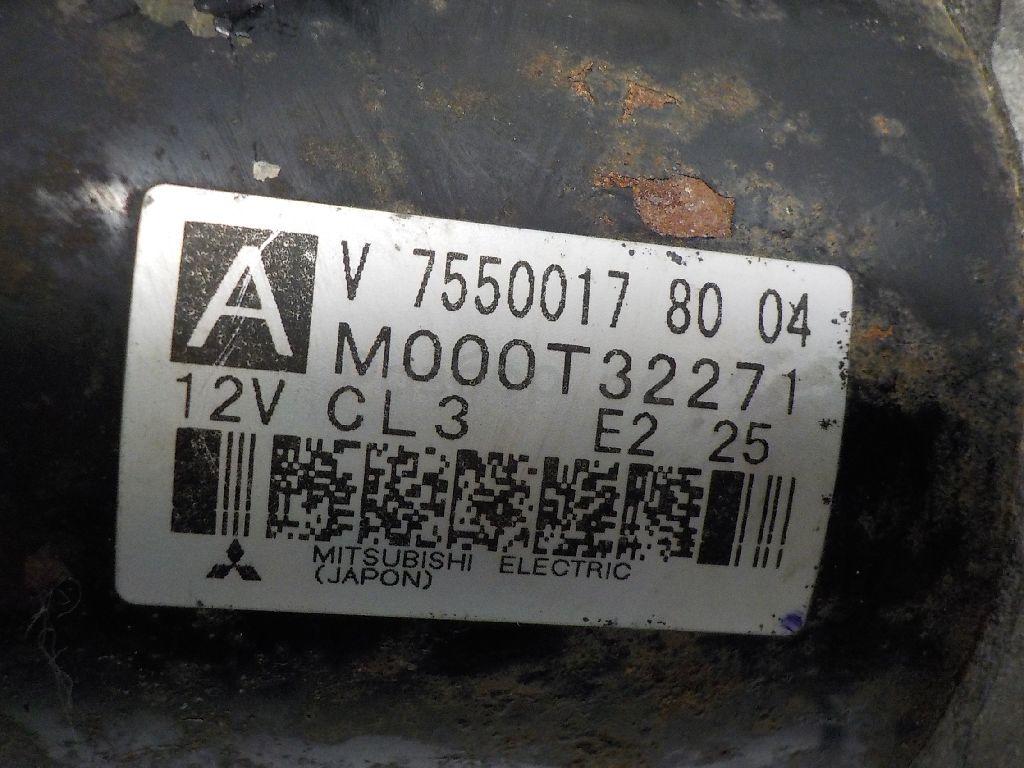 A V 7550017 80 04
M000T32271
12V CL3 E2 25
MITSUBISHI ELECTRIC
(JAPON)